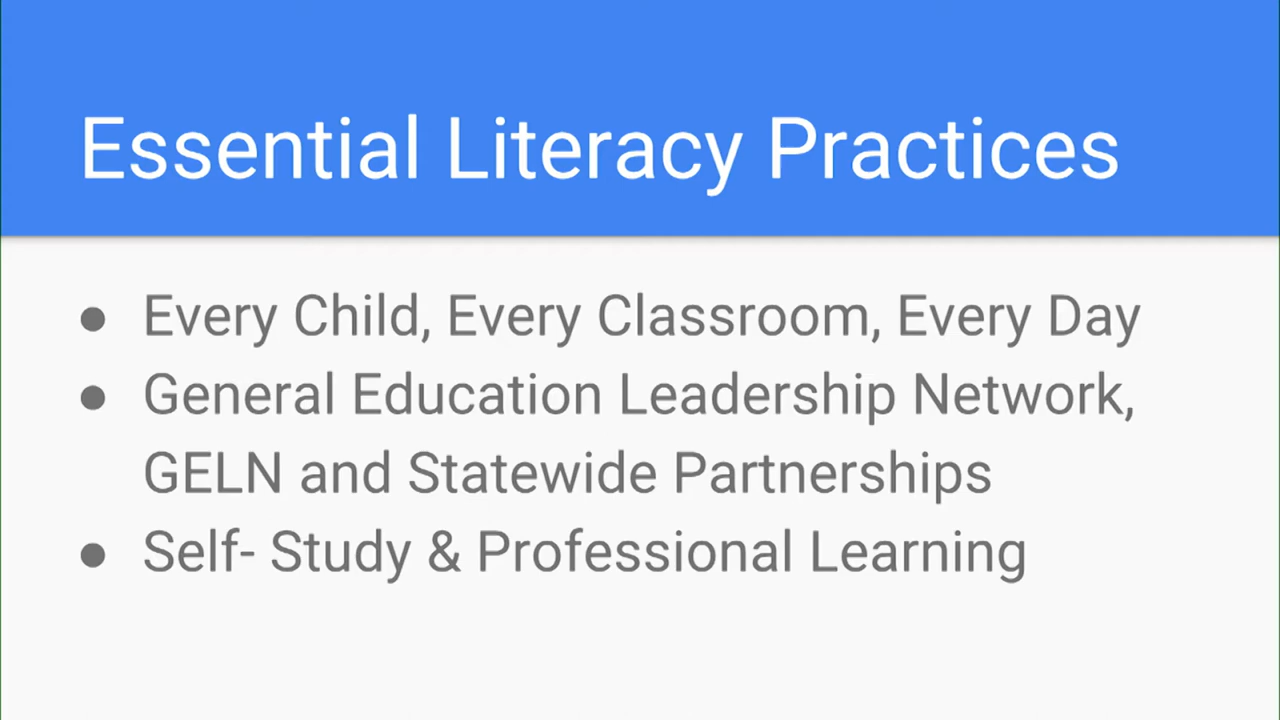 Essential Literacy Practices
● Every Child, Every Classroom, Every Day
● General Education Leadership Network,
GELN and Statewide Partnerships
● Self- Study & Professional Learning